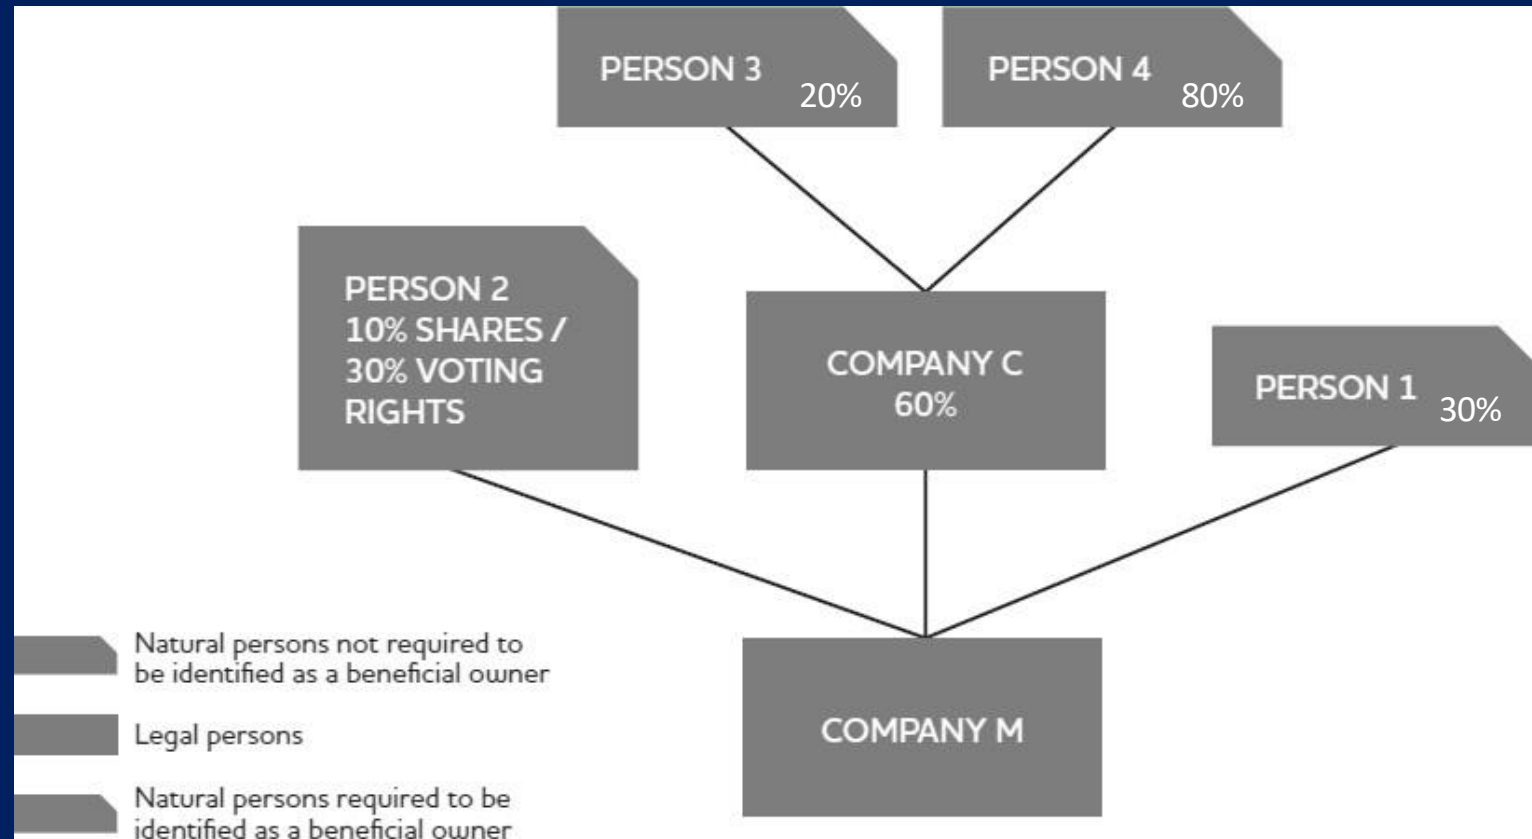 PERSON 3
20%
PERSON 4
80%
PERSON 2
10% SHARES /
30% VOTING
RIGHTS
COMPANY C
60%
PERSON 1
30%
COMPANY M
Natural persons not required to
be identified as a beneficial owner
Legal persons
Natural persons required to be
identified as a beneficial owner